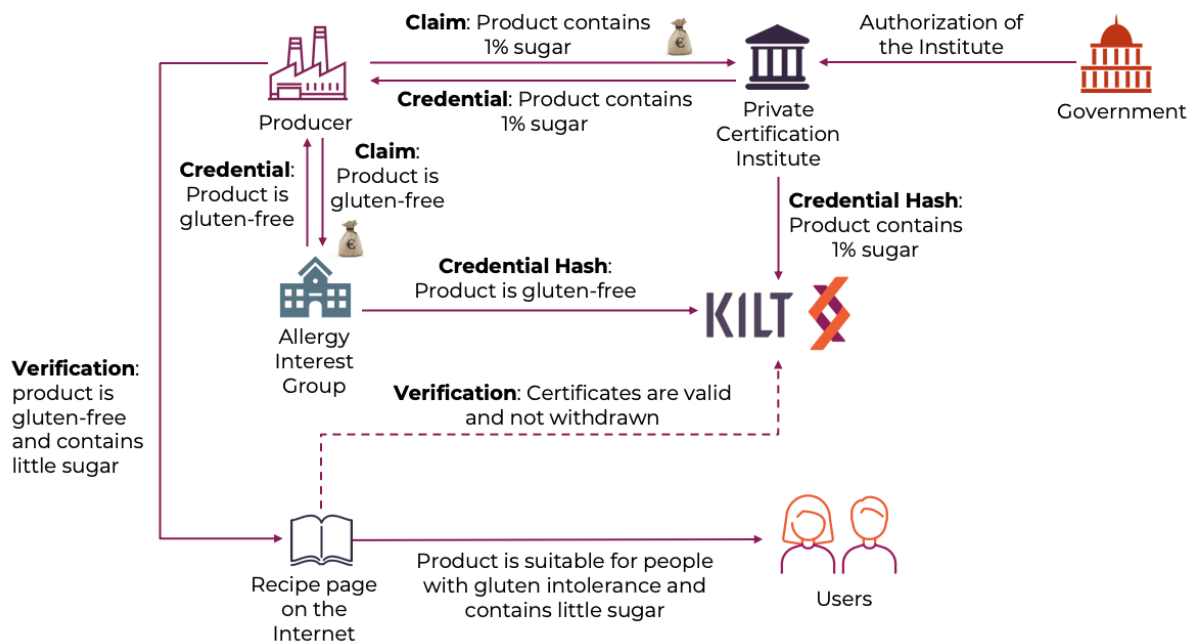 Claim: Product contains
1% sugar
€
Authorization of
the Institute
Credential: Product contains
1% sugar
Producer
Private
Certification
Institute
Government
Credential:
Product is
gluten-free
Claim:
Product is
gluten-free
€
Credential Hash:
Product contains
1% sugar
Credential Hash:
Product is gluten-free
KILT
Allergy
Interest
Group
Verification:
product is
gluten-free
and contains
little sugar
Verification: Certificates are valid
and not withdrawn
Product is suitable for people
with gluten intolerance and
contains little sugar
Recipe page
on the
Internet
Users